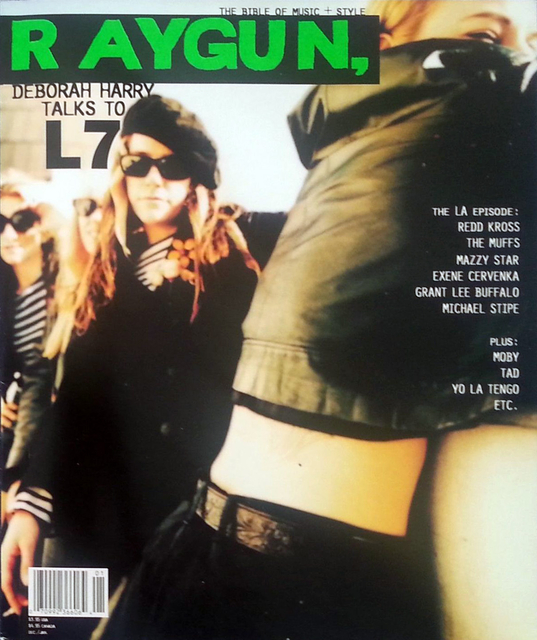 THE BIBLE OF MUSIC + STYLE
RAYGUN,
DEBORAH HARRY
TALKS TO
L7
THE LA EPISODE:
REDD KROSS
THE MUFFS
MAZZY STAR
EXENE CERVENKA
GRANT LEE BUFFALO
MICHAEL STIPE
PLUS:
MOBY
TAD
YO LA TENGO
ETC.